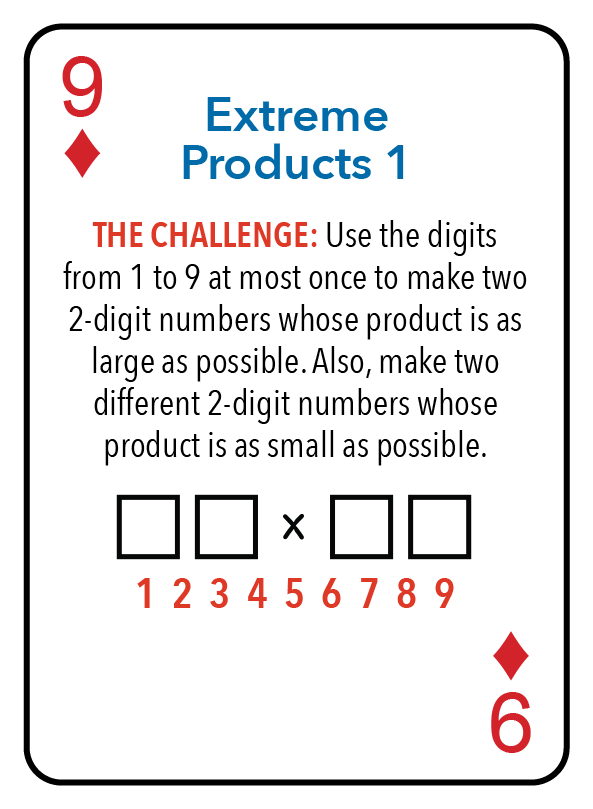 9
Extreme
Products 1
THE CHALLENGE: Use the digits
from 1 to 9 at most once to make two
2-digit numbers whose product is as
large as possible. Also, make two
different 2-digit numbers whose
product is as small as possible.
x
1 2 3 4 5 6 7 8 9
9